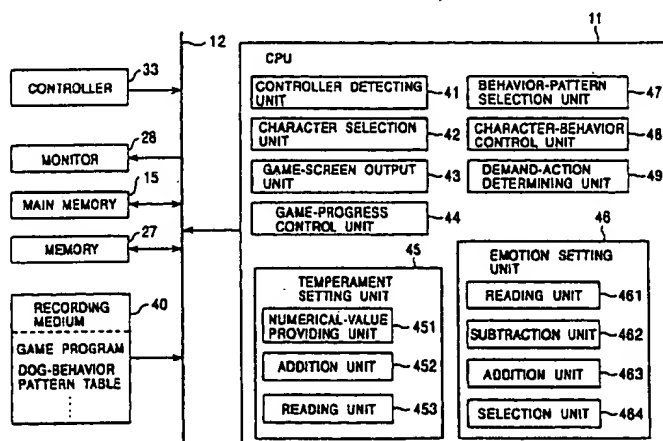 12
11
33
CONTROLLER
28
MONITOR
15
MAIN MEMORY
27
MEMORY
40
RECORDING
MEDIUM
GAME PROGRAM
DOG-BEHAVIOR
PATTERN TABLE
CPU
CONTROLLER DETECTING
UNIT
41
CHARACTER SELECTION
UNIT
42
GAME-SCREEN OUTPUT
UNIT
43
GAME-PROGRESS
CONTROL UNIT
44
BEHAVIOR-PATTERN
SELECTION UNIT
47
CHARACTER-BEHAVIOR
CONTROL UNIT
48
DEMAND-ACTION
DETERMINING UNIT
49
45
TEMPERAMENT
SETTING UNIT
NUMERICAL-VALUE
PROVIDING UNIT
451
ADDITION UNIT
452
READING UNIT
453
46
EMOTION SETTING
UNIT
READING UNIT
461
SUBTRACTION UNIT
462
ADDITION UNIT
463
SELECTION UNIT
464